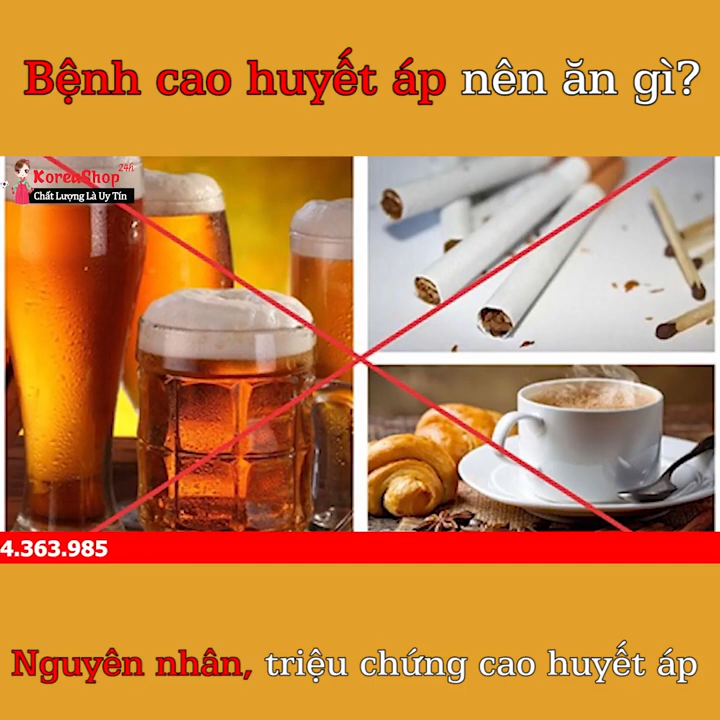 Bệnh cao huyết áp nên ăn gì?
KoreaShop 24h
Chất Lượng Là Uy Tín
4.363.985
Nguyên nhân, triệu chứng cao huyết áp